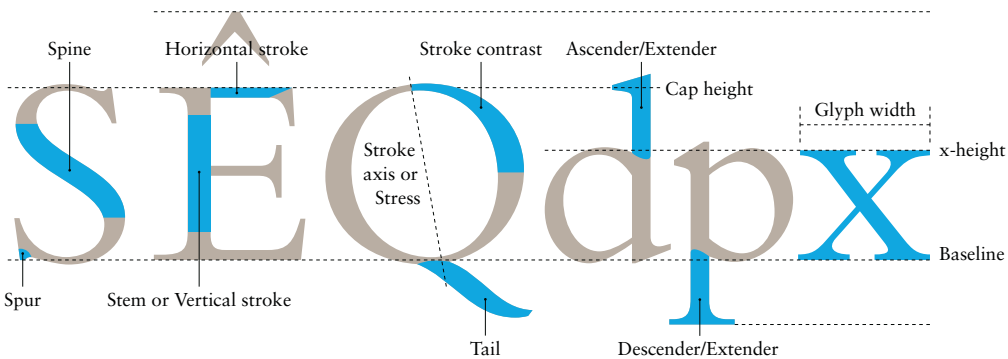 Spine
Horizontal stroke
Stroke contrast
Ascender/Extender
Cap height
Glyph width
x-height
Stroke
axis or
Stress
SÊQdpx
Baseline
Spur
Stem or Vertical stroke
Tail
Descender/Extender